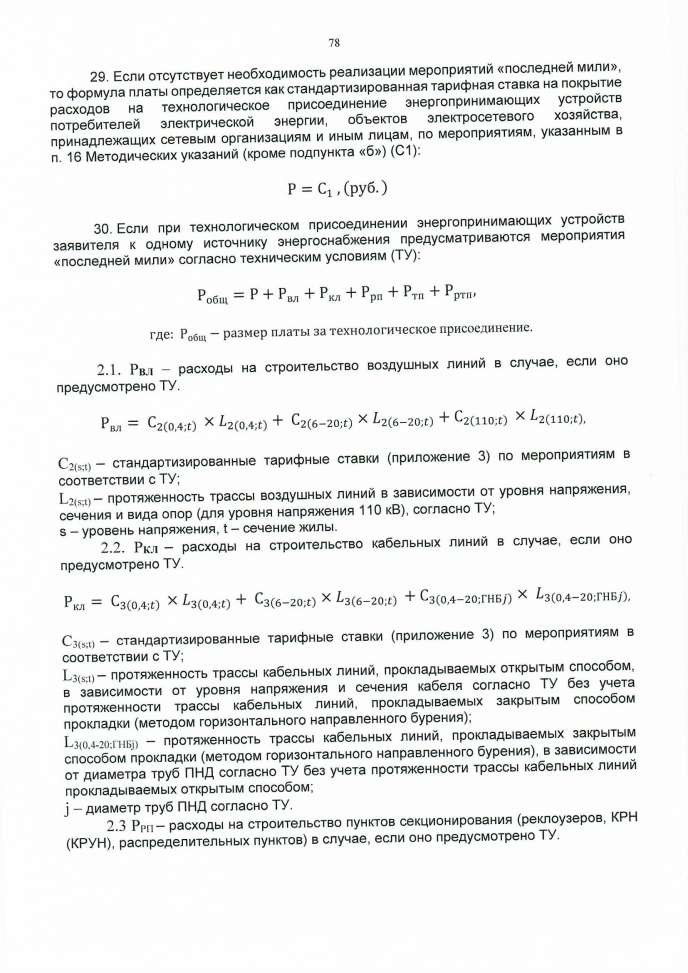 78
29. Если отсутствует необходимость реализации мероприятий «последней мили»,
то формула платы определяется как стандартизированная тарифная ставка на покрытие
расходов на технологическое присоединение энергопринимающих устройств
потребителей электрической энергии, объектов электросетевого хозяйства,
принадлежащих сетевым организациям и иным лицам, по мероприятиям, указанным в
п. 16 Методических указаний (кроме подпункта «б») (С1):
P = C₁ , (руб.)
30. Если при технологическом присоединении энергопринимающих устройств
заявителя к одному источнику энергоснабжения предусматриваются мероприятия
«последней мили» согласно техническим условиям (ТУ):
Pобщ = P + Pвл + Pкл + Pрп + Pтп + Pртп,
где: Pобщ – размер платы за технологическое присоединение.
2.1. Pвл – расходы на строительство воздушных линий в случае, если оно
предусмотрено ТУ.
Pвл = C2(0,4;t) × L2(0,4;t) + C2(6−20;t) × L2(6−20;t) + C2(110;t) × L2(110;t),
C2(s;t) – стандартизированные тарифные ставки (приложение 3) по мероприятиям в
соответствии с ТУ;
L2(s;t) – протяженность трассы воздушных линий в зависимости от уровня напряжения,
сечения и вида опор (для уровня напряжения 110 кВ), согласно ТУ;
s – уровень напряжения, t – сечение жилы.
2.2. Pкл – расходы на строительство кабельных линий в случае, если оно
предусмотрено ТУ.
Pкл = C3(0,4;t) × L3(0,4;t) + C3(6−20;t) × L3(6−20;t) + C3(0,4−20;ГНБj) × L3(0,4−20;ГНБj),
C3(s;t) – стандартизированные тарифные ставки (приложение 3) по мероприятиям в
соответствии с ТУ;
L3(s;t) – протяженность трассы кабельных линий, прокладываемых открытым способом,
в зависимости от уровня напряжения и сечения кабеля согласно ТУ без учета
протяженности трассы кабельных линий, прокладываемых закрытым способом
прокладки (методом горизонтального направленного бурения);
L3(0,4-20;ГНБj) – протяженность трассы кабельных линий, прокладываемых закрытым
способом прокладки (методом горизонтального направленного бурения), в зависимости
от диаметра труб ПНД согласно ТУ без учета протяженности трассы кабельных линий
прокладываемых открытым способом;
j – диаметр труб ПНД согласно ТУ.
2.3 PРП – расходы на строительство пунктов секционирования (реклоузеров, КРН
(КРУН), распределительных пунктов) в случае, если оно предусмотрено ТУ.